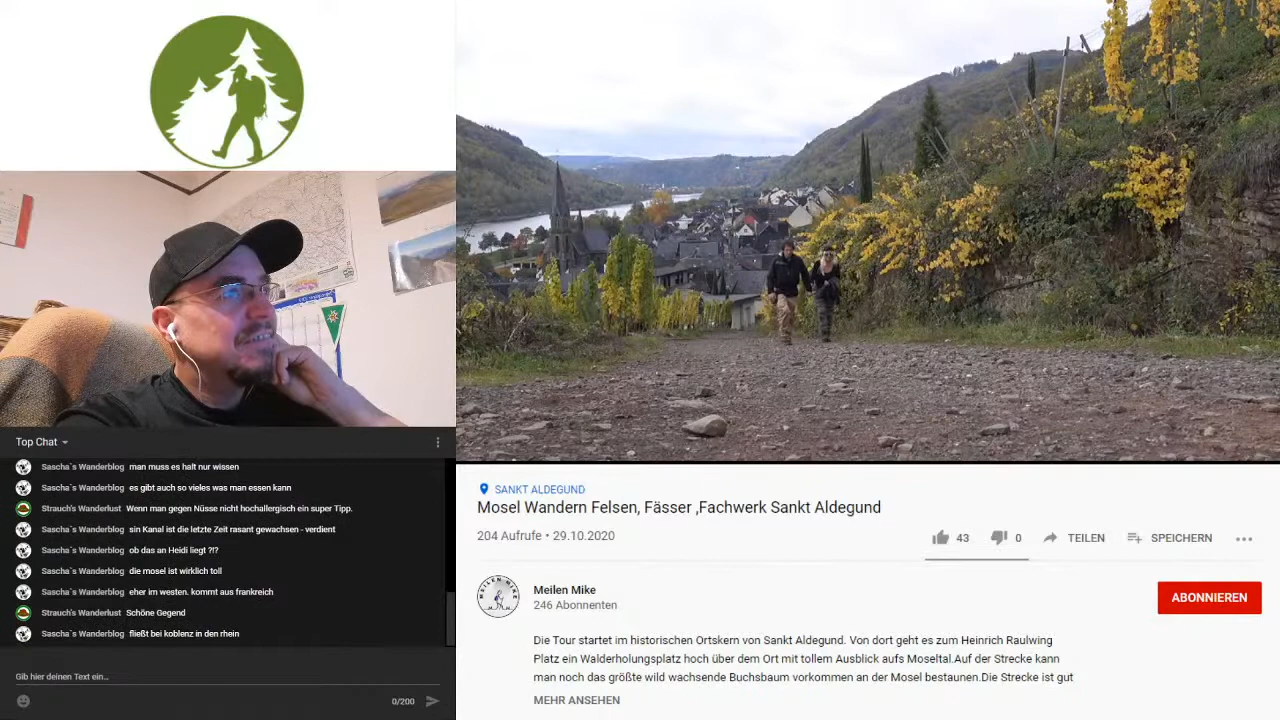 Top Chat
Sascha`s Wanderblog man muss es halt nur wissen
Sascha`s Wanderblog es gibt auch so vieles was man essen kann
Strauch's Wanderlust Wenn man gegen Nüsse nicht hochallergisch ein super Tipp.
Sascha`s Wanderblog sin Kanal ist die letzte Zeit rasant gewachsen - verdient
Sascha`s Wanderblog ob das an Heidi liegt ?!?
Sascha`s Wanderblog die mosel ist wirklich toll
Sascha`s Wanderblog eher im westen. kommt aus frankreich
Strauch's Wanderlust Schöne Gegend
Sascha`s Wanderblog fließt bei koblenz in den rhein
Gib hier deinen Text ein...
0/200
SANKT ALDEGUND
Mosel Wandern Felsen, Fässer ,Fachwerk Sankt Aldegund
204 Aufrufe • 29.10.2020
43 0 TEILEN SPEICHERN
MEILEN MIKE
Meilen Mike
246 Abonnenten
ABONNIEREN
Die Tour startet im historischen Ortskern von Sankt Aldegund. Von dort geht es zum Heinrich Raulwing
Platz ein Walderholungsplatz hoch über dem Ort mit tollem Ausblick aufs Moseltal.Auf der Strecke kann
man noch das größte wild wachsende Buchsbaum vorkommen an der Mosel bestaunen.Die Strecke ist gut
MEHR ANSEHEN